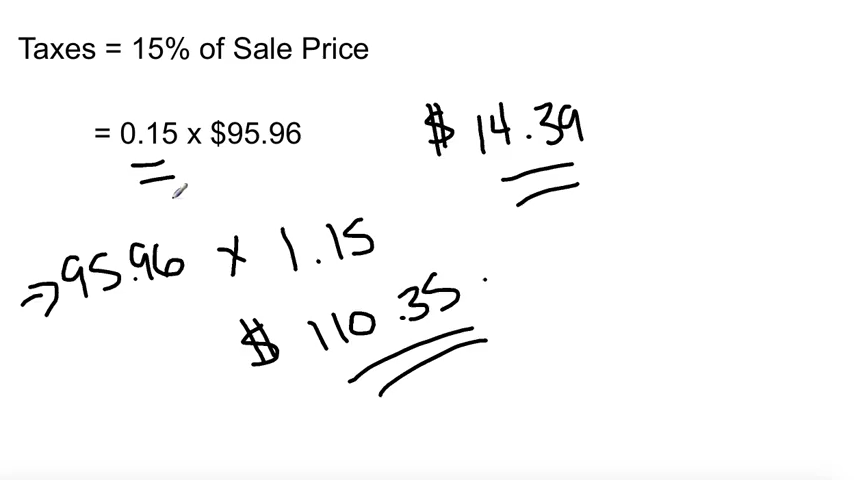 Taxes = 15% of Sale Price
= 0.15 x $95.96
$ 14.39
→95.96 x 1.15
$ 110.35